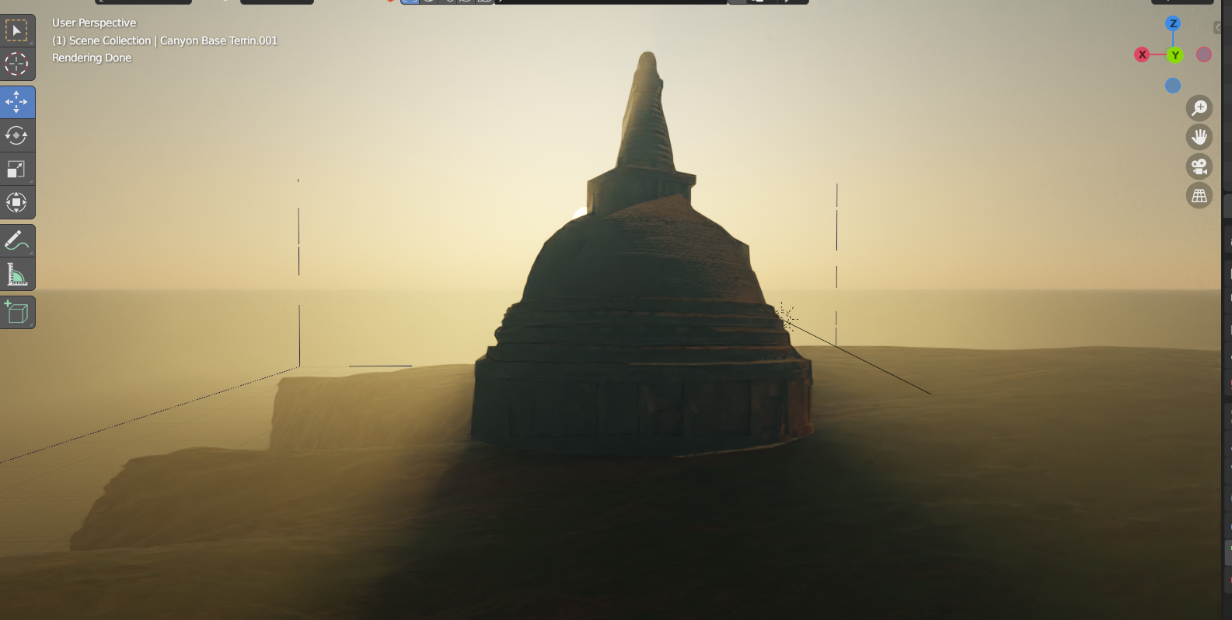 User Perspective
(1) Scene Collection | Canyon Base Terrin.001
Rendering Done
Z
X
Y